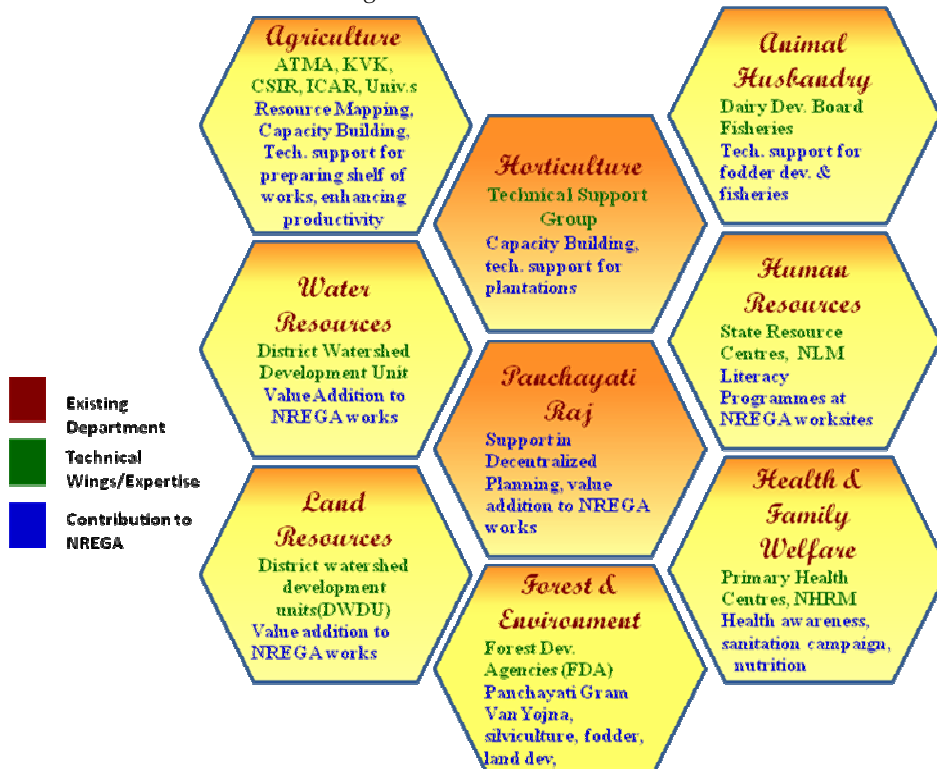 Agriculture
ATMA, KVK,
CSIR, ICAR, Univ.s
Resource Mapping,
Capacity Building,
Tech. support for
preparing shelf of
works, enhancing
productivity
Horticulture
Technical Support
Group
Capacity Building,
tech. support for
plantations
Animal
Husbandry
Dairy Dev. Board
Fisheries
Tech. support for
fodder dev. &
fisheries
Water
Resources
District Watershed
Development Unit
Value Addition to
NREGA works
Panchayati
Raj
Support in
Decentralized
Planning, value
addition to NREGA
works
Human
Resources
State Resource
Centres, NLM
Literacy
Programmes at
NREGA worksites
Land
Resources
District watershed
development
units(DWDU)
Value addition to
NREGA works
Forest &
Environment
Forest Dev.
Agencies (FDA)
Panchayati Gram
Van Yojna,
silviculture, fodder,
land dev,
Health &
Family
Welfare
Primary Health
Centres, NHRM
Health awareness,
sanitation campaign,
nutrition
Existing
Department
Technical
Wings/Expertise
Contribution to
NREGA